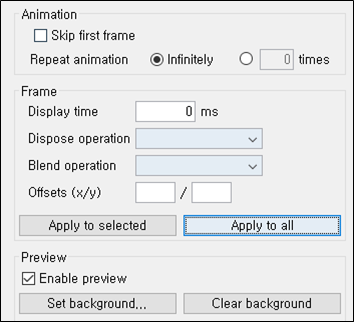 Animation
Skip first frame
Repeat animation Infinitely 0 times
Frame
Display time 0 ms
Dispose operation
Blend operation
Offsets (x/y) /
Apply to selected Apply to all
Preview
Enable preview
Set background... Clear background